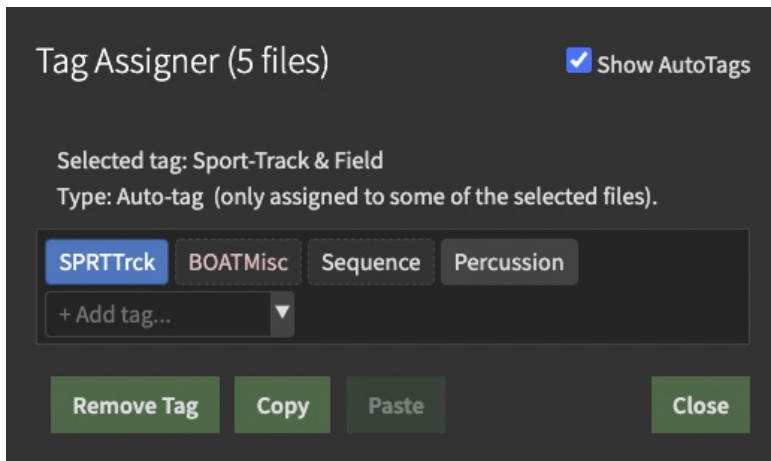 Tag Assigner (5 files)
Show AutoTags
Selected tag: Sport-Track & Field
Type: Auto-tag  (only assigned to some of the selected files).
SPRTTrck BOATMisc Sequence Percussion
+ Add tag... ▼
Remove Tag Copy Paste Close